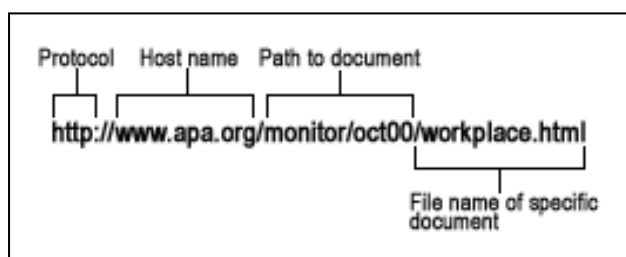 Protocol Host name Path to document
http://www.apa.org/monitor/oct00/workplace.html
File name of specific
document